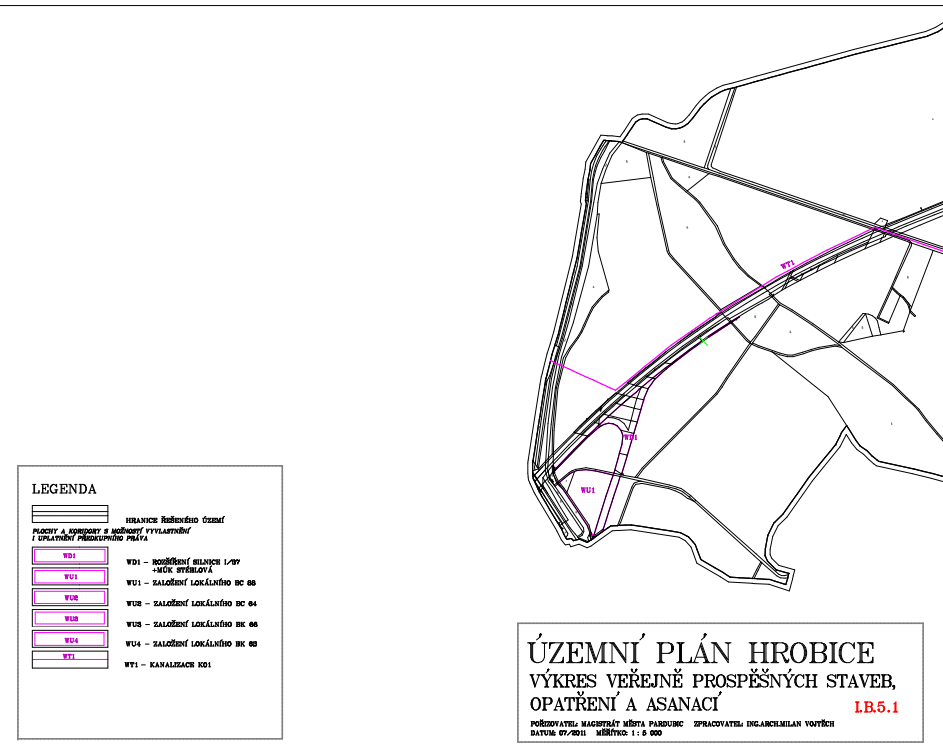 WT1
WD1
WU1
LEGENDA
HRANICE ŘEŠENÉHO ÚZEMÍ
PLOCHY A KORIDORY S MOŽNOSTÍ VYVLASTNĚNÍ
I UPLATNĚNÍ PŘEDKUPNÍHO PRÁVA
WD1
WD1 - ROZŠÍŘENÍ SILNICE I/37
+MÚK STÉBLOVÁ
WU1
WU1 - ZALOŽENÍ LOKÁLNÍHO BC
WU2
WU2 - ZALOŽENÍ LOKÁLNÍHO BC 64
WU3
WU3 - ZALOŽENÍ LOKÁLNÍHO BK
WU4
WU4 - ZALOŽENÍ LOKÁLNÍHO BK
WT1
WT1 - KANALIZACE K01
ÚZEMNÍ PLÁN HROBICE
VÝKRES VEŘEJNĚ PROSPĚŠNÝCH STAVEB,
OPATŘENÍ A ASANACÍ
I.B.5.1
POŘIZOVATEL: MAGISTRÁT MĚSTA PARDUBIC ZPRACOVATEL: ING.ARCH.MILAN VOJTĚCH
DATUM: 07/2011 MĚŘÍTKO: 1 : 5 000